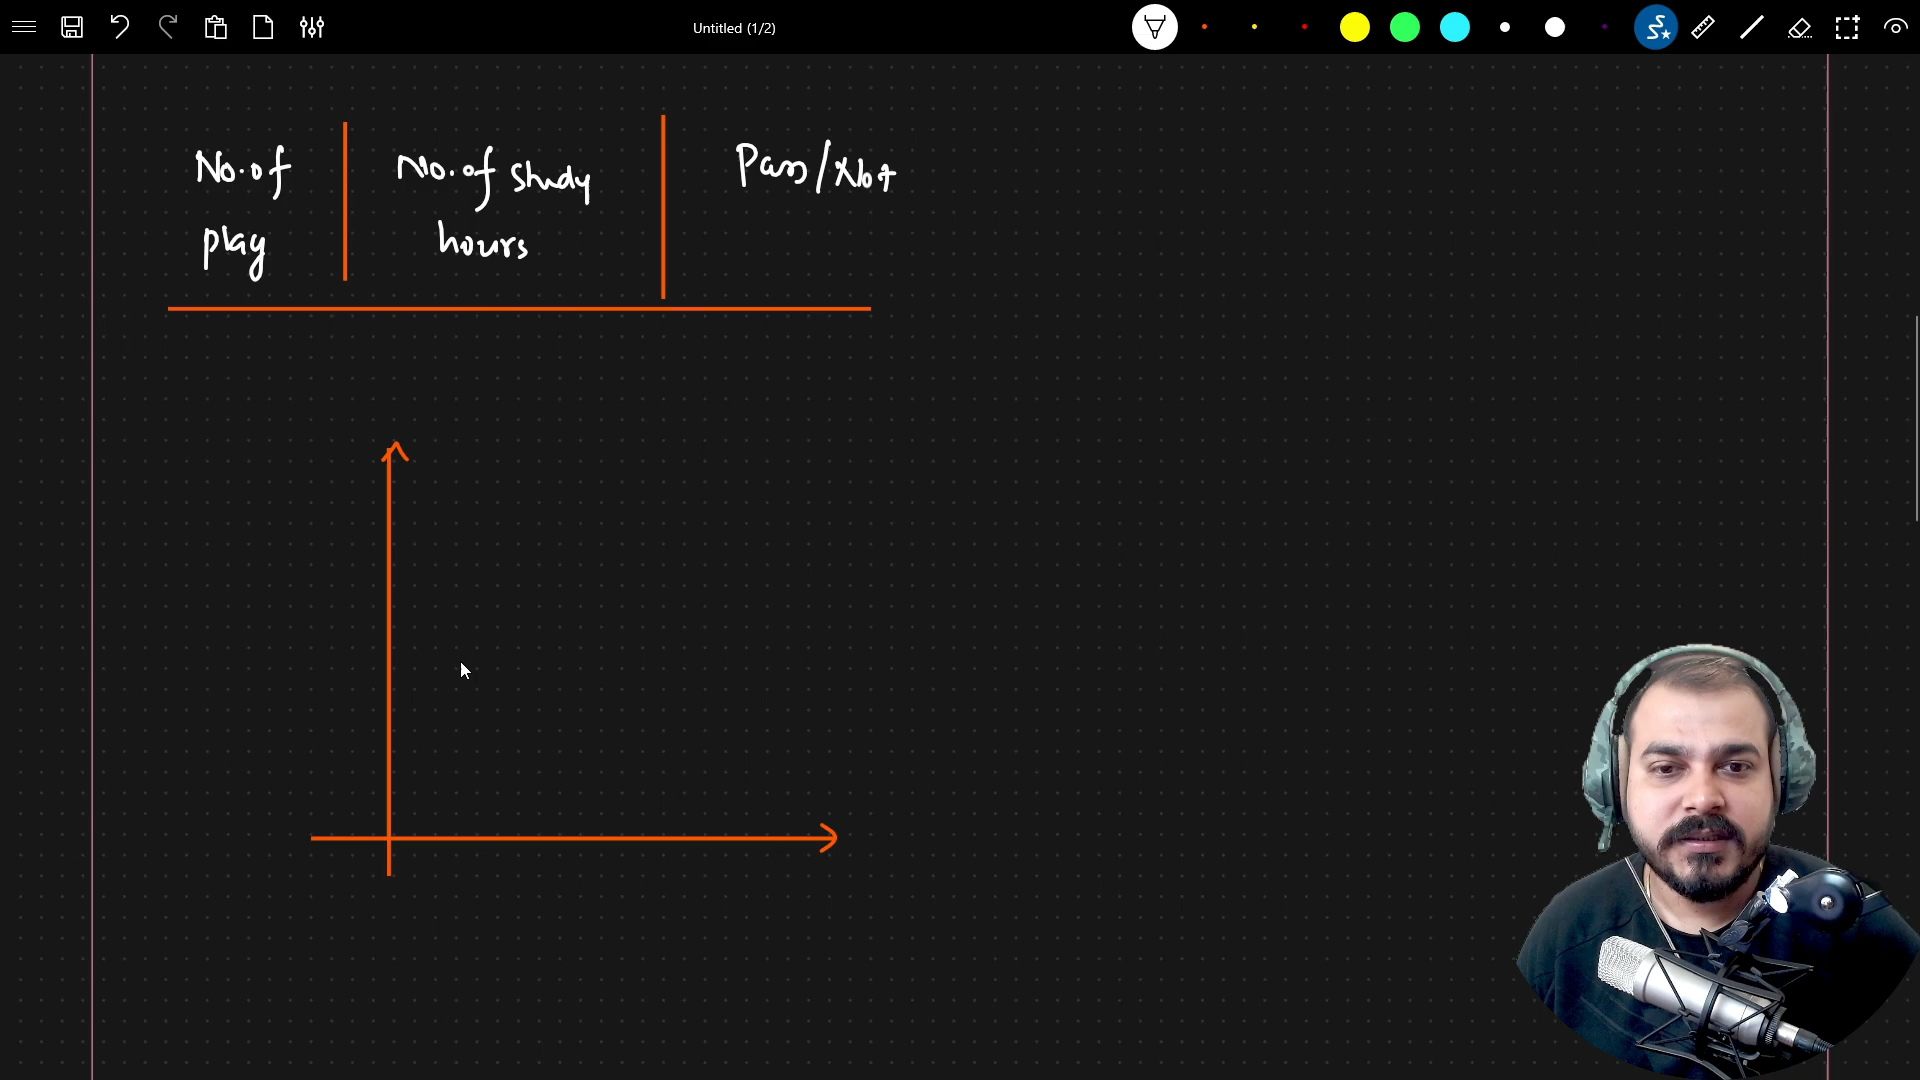 Untitled (1/2)
No. of play
No. of study hours
Pass/Not